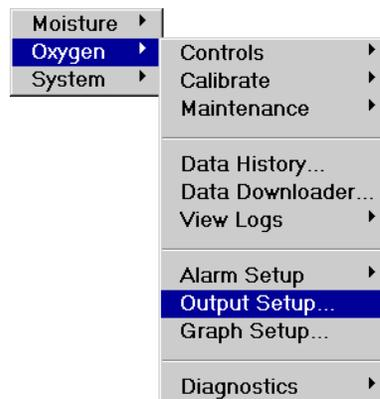 Moisture
Oxygen
System
Controls
Calibrate
Maintenance
Data History...
Data Downloader...
View Logs
Alarm Setup
Output Setup...
Graph Setup...
Diagnostics